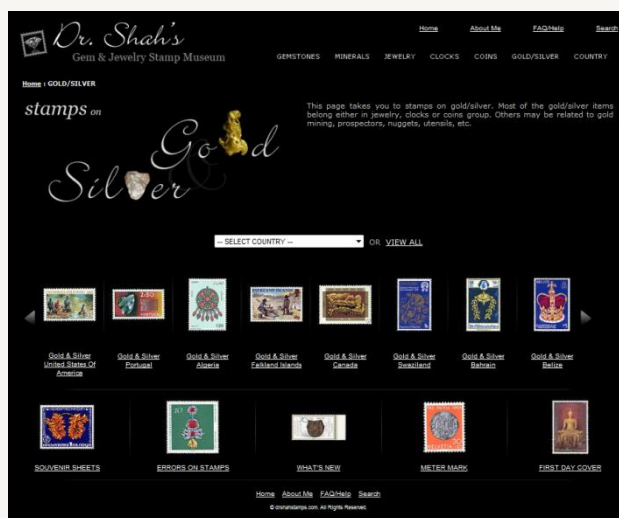 Dr. Shah's
Gem & Jewelry Stamp Museum
Home About Me FAQ/Help Search
GEMSTONES MINERALS JEWELRY CLOCKS COINS GOLD/SILVER COUNTRY
Home : GOLD/SILVER
stamps on
Gold
&
Silver
This page takes you to stamps on gold/silver. Most of the gold/silver items
belong either in jewelry, clocks or coins group. Others may be related to gold
mining, prospectors, nuggets, utensils, etc.
-- SELECT COUNTRY -- OR VIEW ALL
Gold & Silver
United States Of
America
Gold & Silver
Portugal
Gold & Silver
Algeria
Gold & Silver
Falkland Islands
Gold & Silver
Canada
Gold & Silver
Swaziland
Gold & Silver
Bahrain
Gold & Silver
Belize
SOUVENIR SHEETS
ERRORS ON STAMPS
WHAT'S NEW
METER MARK
FIRST DAY COVER
Home About Me FAQ/Help Search
© drshahstamps.com. All Rights Reserved.